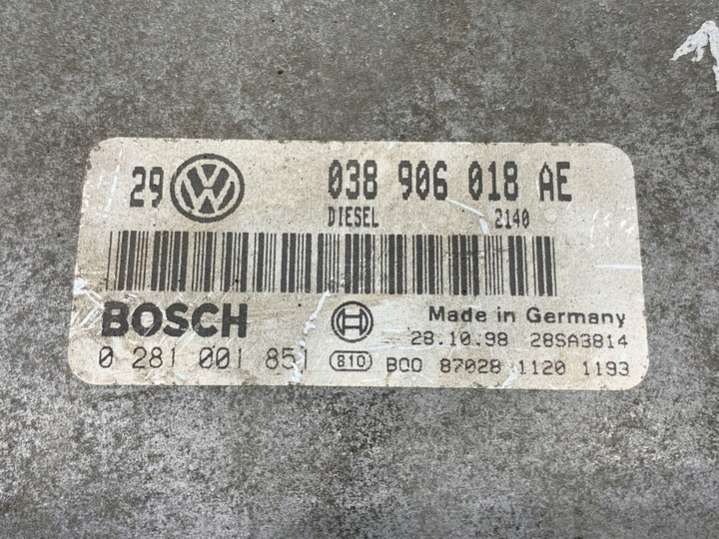 29 VW 038 906 018 AE
DIESEL 2140
BOSCH Made in Germany
28.10.98 28SA3814
0 281 001 851 810 B00 87028 1120 1193